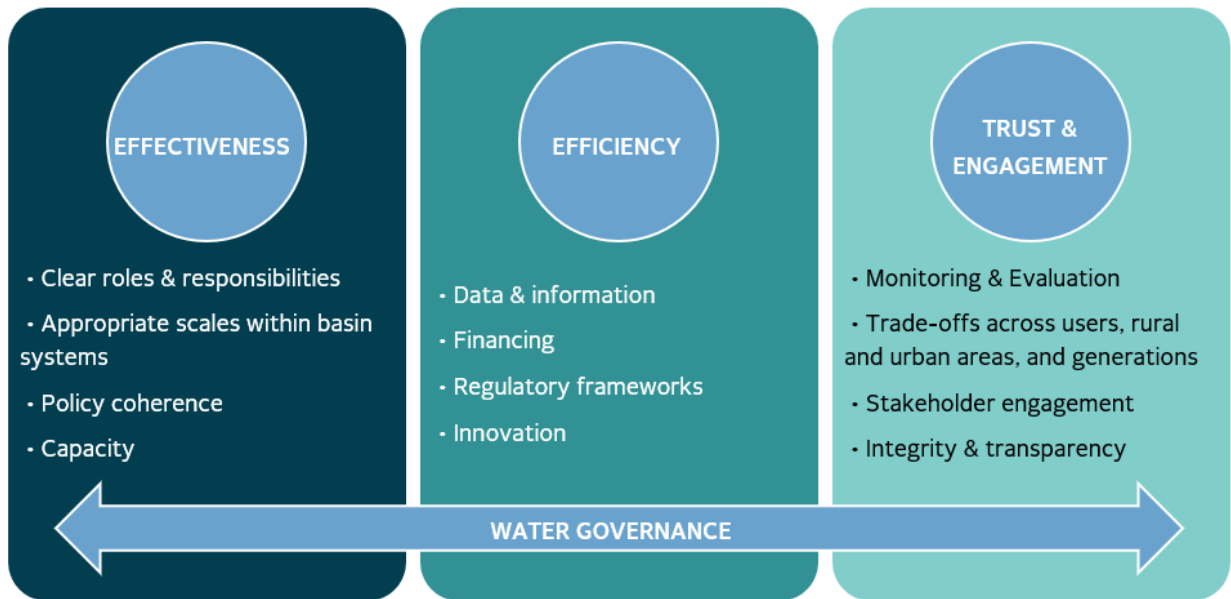 EFFECTIVENESS
• Clear roles & responsibilities
• Appropriate scales within basin
systems
• Policy coherence
• Capacity
EFFICIENCY
• Data & information
• Financing
• Regulatory frameworks
• Innovation
TRUST &
ENGAGEMENT
• Monitoring & Evaluation
• Trade-offs across users, rural
and urban areas, and generations
• Stakeholder engagement
• Integrity & transparency
WATER GOVERNANCE